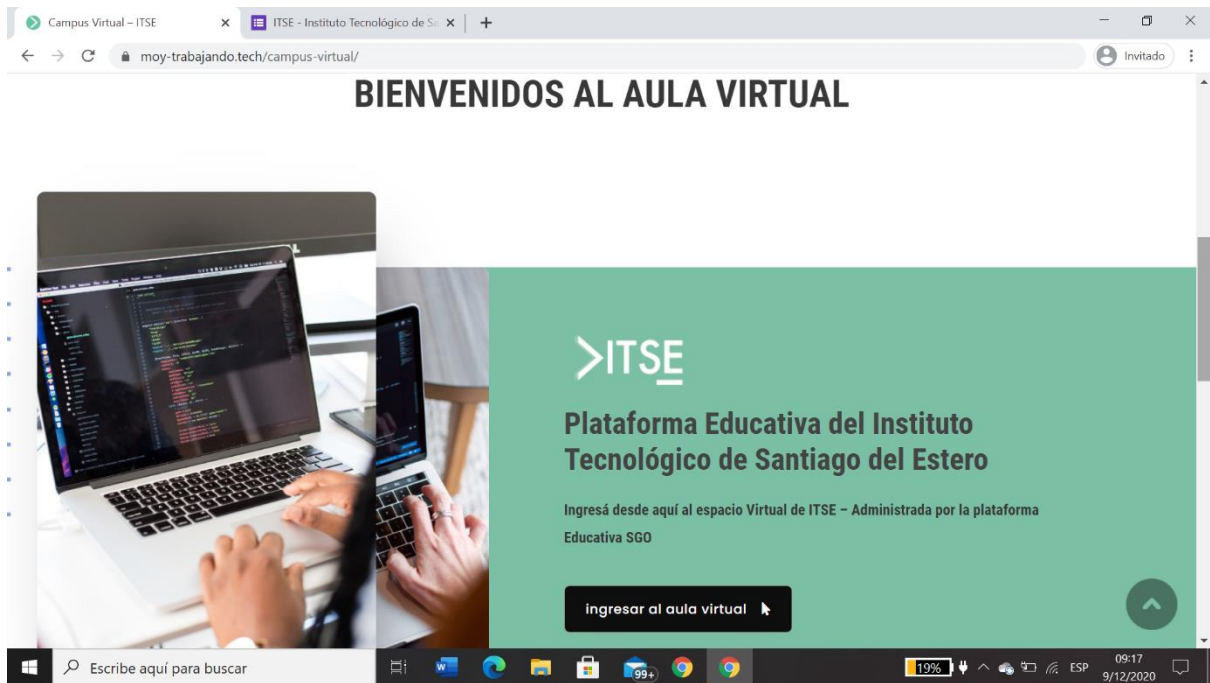 Campus Virtual – ITSE
ITSE - Instituto Tecnológico de Sa
moy-trabajando.tech/campus-virtual/
Invitado
BIENVENIDOS AL AULA VIRTUAL
>ITSE
Plataforma Educativa del Instituto
Tecnológico de Santiago del Estero
Ingresá desde aquí al espacio Virtual de ITSE – Administrada por la plataforma
Educativa SGO
ingresar al aula virtual
Escribe aquí para buscar
99+
19%
ESP
09:17
9/12/2020